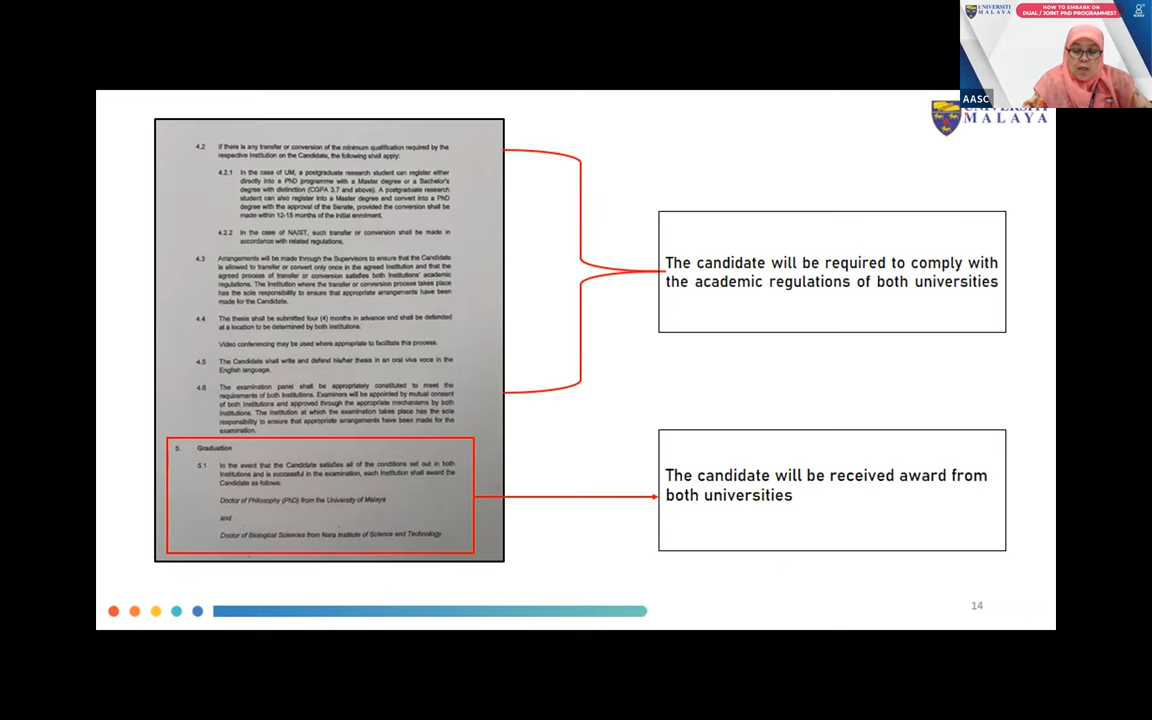 UNIVERSITI
MALAYA
HOW TO EMBARK ON
DUAL / JOINT PhD PROGRAMMES?
AASC
MALAYA
4.2 If there is any transfer or conversion of the minimum qualification required by the
respective Institution on the Candidate, the following shall apply:
4.2.1 In the case of UM, a postgraduate research student can register either
directly into a PhD programme with a Master degree or a Bachelor's
degree with distinction (CGPA 3.7 and above). A postgraduate research
student can also register into a Master degree and convert into a PhD
degree with the approval of the Senate, provided the conversion shall be
made within 12-15 months of the initial enrolment.
4.2.2 In the case of NAIST, such transfer or conversion shall be made in
accordance with related regulations.
4.3 Arrangements will be made through the Supervisors to ensure that the Candidate
is allowed to transfer or convert only once in the agreed Institution and that the
agreed process of transfer or conversion satisfies both Institutions' academic
regulations. The Institution where the transfer or conversion process takes place
has the sole responsibility to ensure that appropriate arrangements have been
made for the Candidate.
4.4 The thesis shall be submitted four (4) months in advance and shall be defended
at a location to be determined by both institutions.
Video conferencing may be used where appropriate to facilitate this process.
4.5 The Candidate shall write and defend his/her thesis in an oral viva voce in the
English language.
4.6 The examination panel shall be appropriately constituted to meet the
requirements of both Institutions. Examiners will be appointed by mutual consent
of both Institutions and approved through the appropriate mechanisms by both
Institutions. The Institution at which the examination takes place has the sole
responsibility to ensure that appropriate arrangements have been made for the
examination.
5. Graduation
5.1 In the event that the Candidate satisfies all of the conditions set out in both
Institutions and is successful in the examination, each Institution shall award the
Candidate as follows:
Doctor of Philosophy (PhD) from the University of Malaya
and
Doctor of Biological Sciences from Nara Institute of Science and Technology
The candidate will be required to comply with
the academic regulations of both universities
The candidate will be received award from
both universities
14